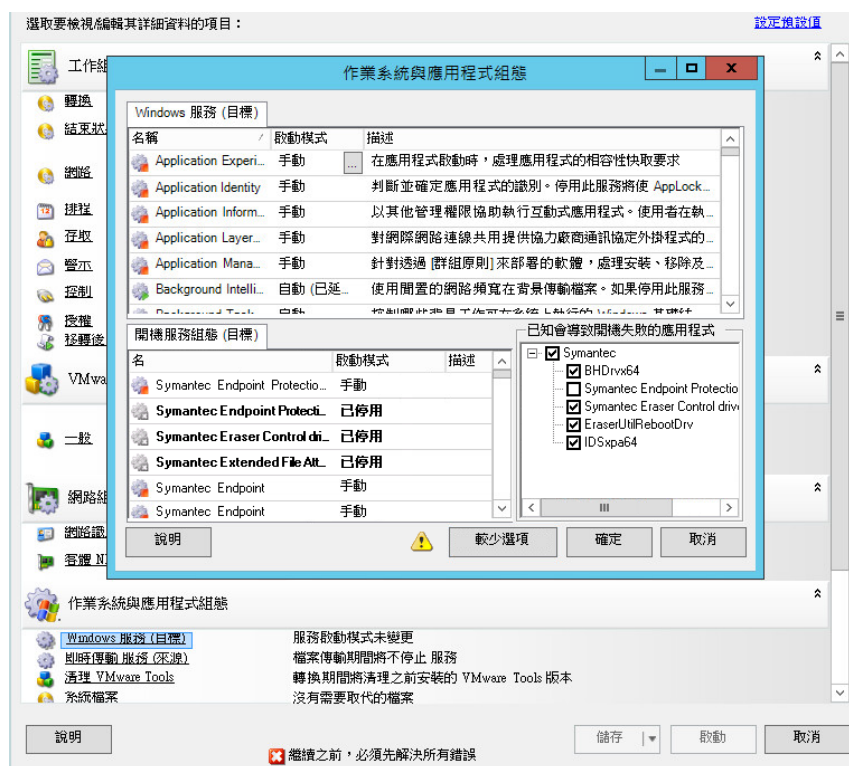 選取要檢視/編輯其詳細資料的項目：
設定預設值
工作組
轉換
結束狀
網路
排程
存取
警示
控制
授權
移轉後
VMwa
一般
網路組
網路識
客體 N
作業系統與應用程式組態
Windows 服務 (目標)
名稱 啟動模式 描述
Application Experi... 手動 ... 在應用程式啟動時，處理應用程式的相容性快取要求
Application Identity 手動 判斷並確定應用程式的識別。停用此服務將使 AppLock...
Application Inform... 手動 以其他管理權限協助執行互動式應用程式。使用者在執...
Application Layer... 手動 對網際網路連線共用提供協力廠商通訊協定外掛程式的...
Application Mana... 手動 針對透過 [群組原則] 來部署的軟體，處理安裝、移除及...
Background Intelli... 自動 (已延... 使用閒置的網路頻寬在背景傳輸檔案。如果停用此服務...
開機服務組態 (目標)
名 啟動模式 描述
Symantec Endpoint Protectio... 手動
Symantec Endpoint Protecti... 已停用
Symantec Eraser Control dri... 已停用
Symantec Extended File Att... 已停用
Symantec Endpoint 手動
Symantec Endpoint 手動
已知會導致開機失敗的應用程式
Symantec
BHDrvx64
Symantec Endpoint Protectio
Symantec Eraser Control driv
EraserUtilRebootDrv
IDSxpa64
說明 較少選項 確定 取消
作業系統與應用程式組態
Windows 服務 (目標) 服務啟動模式未變更
即時傳輸 服務 (來源) 檔案傳輸期間將不停止 服務
清理 VMware Tools 轉換期間將清理之前安裝的 VMware Tools 版本
系統檔案 沒有需要取代的檔案
說明 儲存 啟動 取消
繼續之前，必須先解決所有錯誤